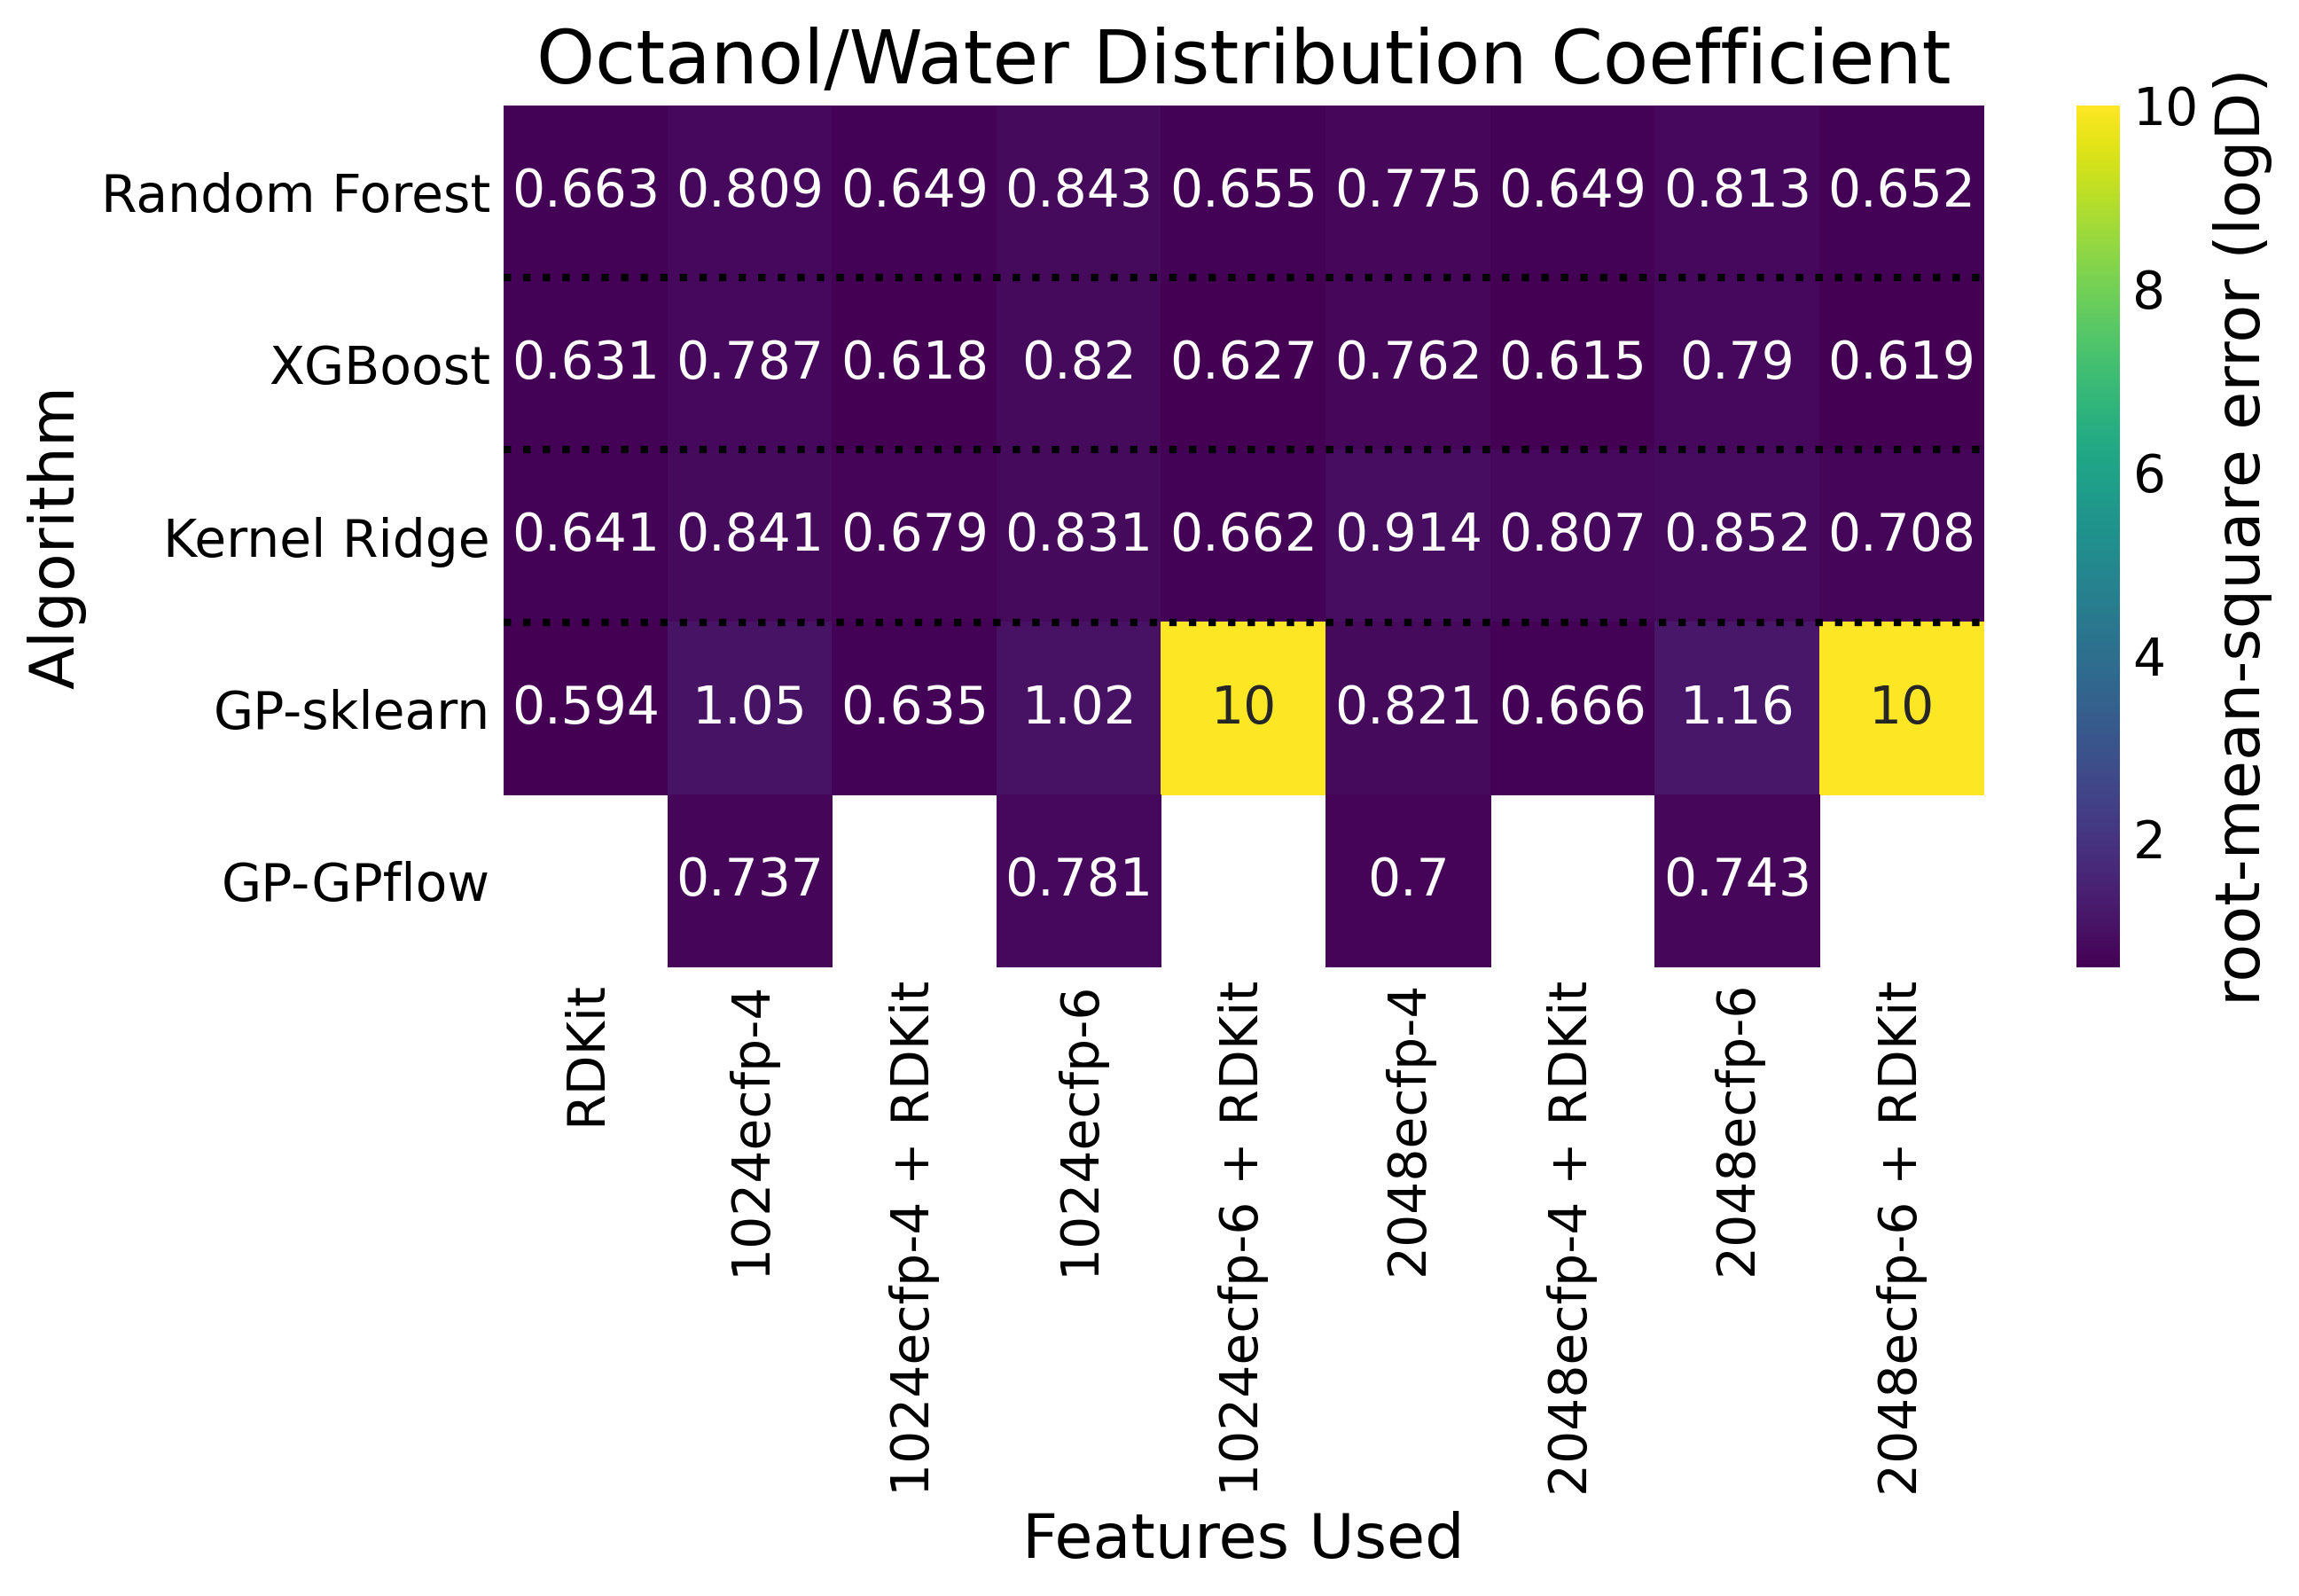 Octanol/Water Distribution Coefficient
Algorithm
Random Forest 0.663 0.809 0.649 0.843 0.655 0.775 0.649 0.813 0.652
XGBoost 0.631 0.787 0.618 0.82 0.627 0.762 0.615 0.79 0.619
Kernel Ridge 0.641 0.841 0.679 0.831 0.662 0.914 0.807 0.852 0.708
GP-sklearn 0.594 1.05 0.635 1.02 10 0.821 0.666 1.16 10
GP-GPflow 0.737 0.781 0.7 0.743
RDKit
1024ecfp-4
1024ecfp-4 + RDKit
1024ecfp-6
1024ecfp-6 + RDKit
2048ecfp-4
2048ecfp-4 + RDKit
2048ecfp-6
2048ecfp-6 + RDKit
Features Used
10
8
6
4
2
root-mean-square error (logD)